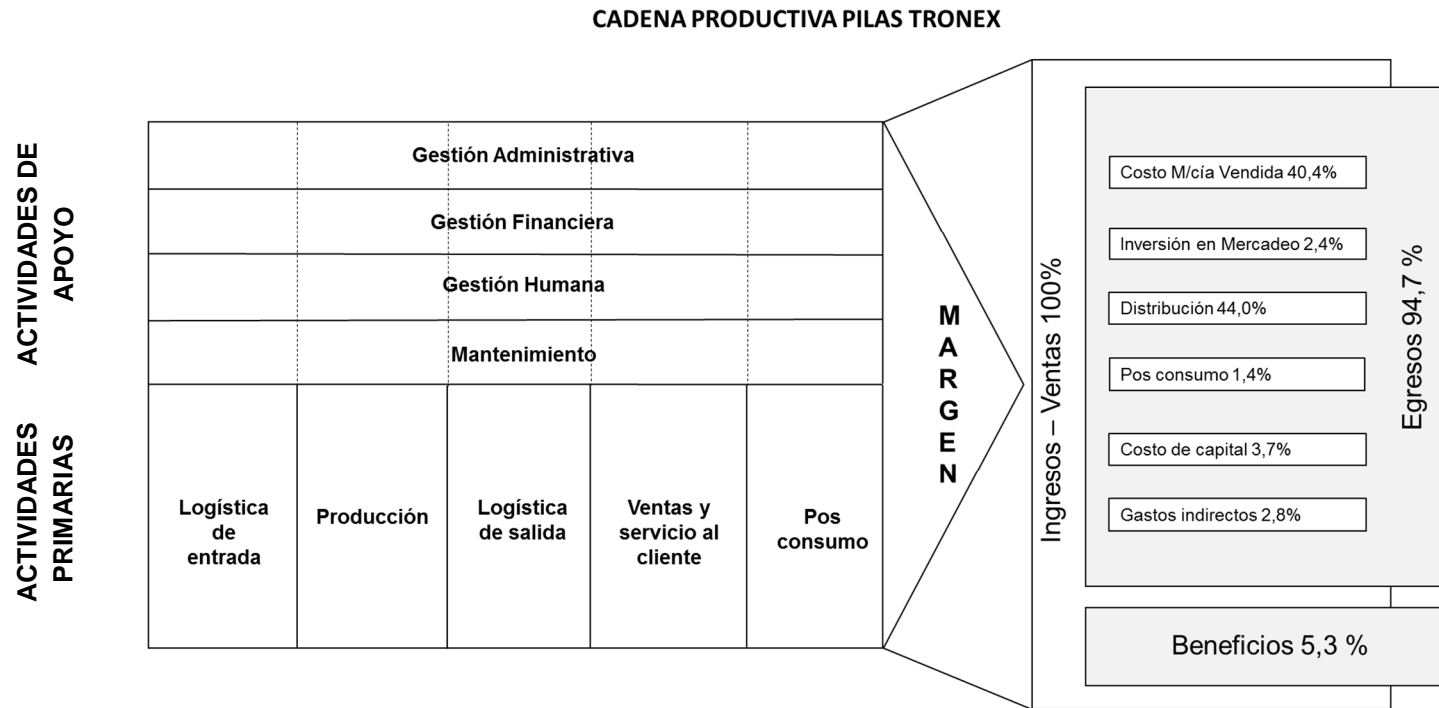 CADENA PRODUCTIVA PILAS TRONEX
ACTIVIDADES DE
APOYO
Gestión Administrativa
Gestión Financiera
Gestión Humana
Mantenimiento
ACTIVIDADES
PRIMARIAS
Logística
de
entrada
Producción
Logística
de salida
Ventas y
servicio al
cliente
Pos
consumo
M
A
R
G
E
N
Ingresos – Ventas 100%
Costo M/cía Vendida 40,4%
Inversión en Mercadeo 2,4%
Distribución 44,0%
Pos consumo 1,4%
Costo de capital 3,7%
Gastos indirectos 2,8%
Egresos 94,7 %
Beneficios 5,3 %